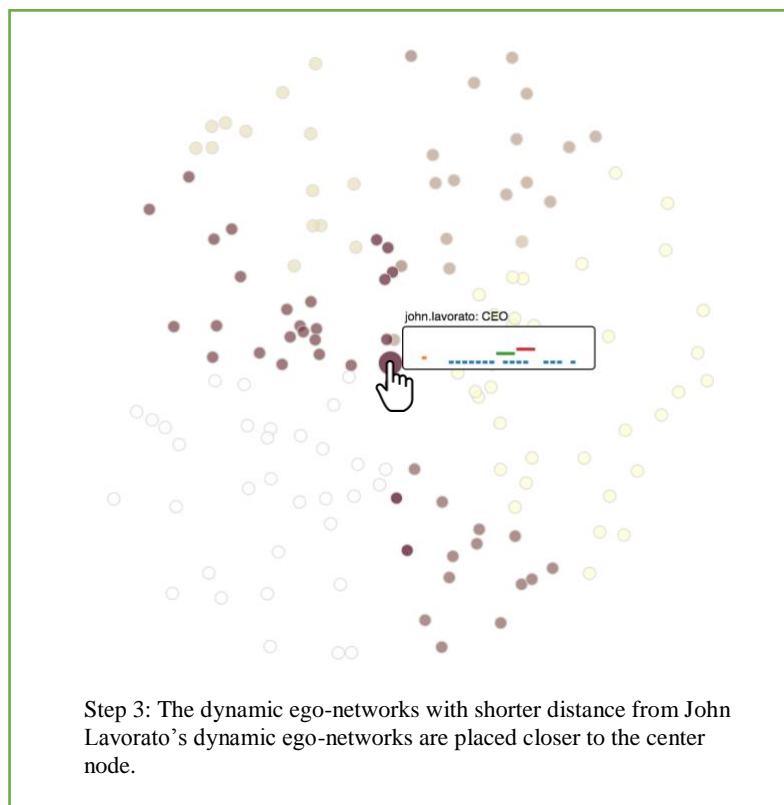 john.lavorato: CEO
Step 3: The dynamic ego-networks with shorter distance from John
Lavorato’s dynamic ego-networks are placed closer to the center
node.